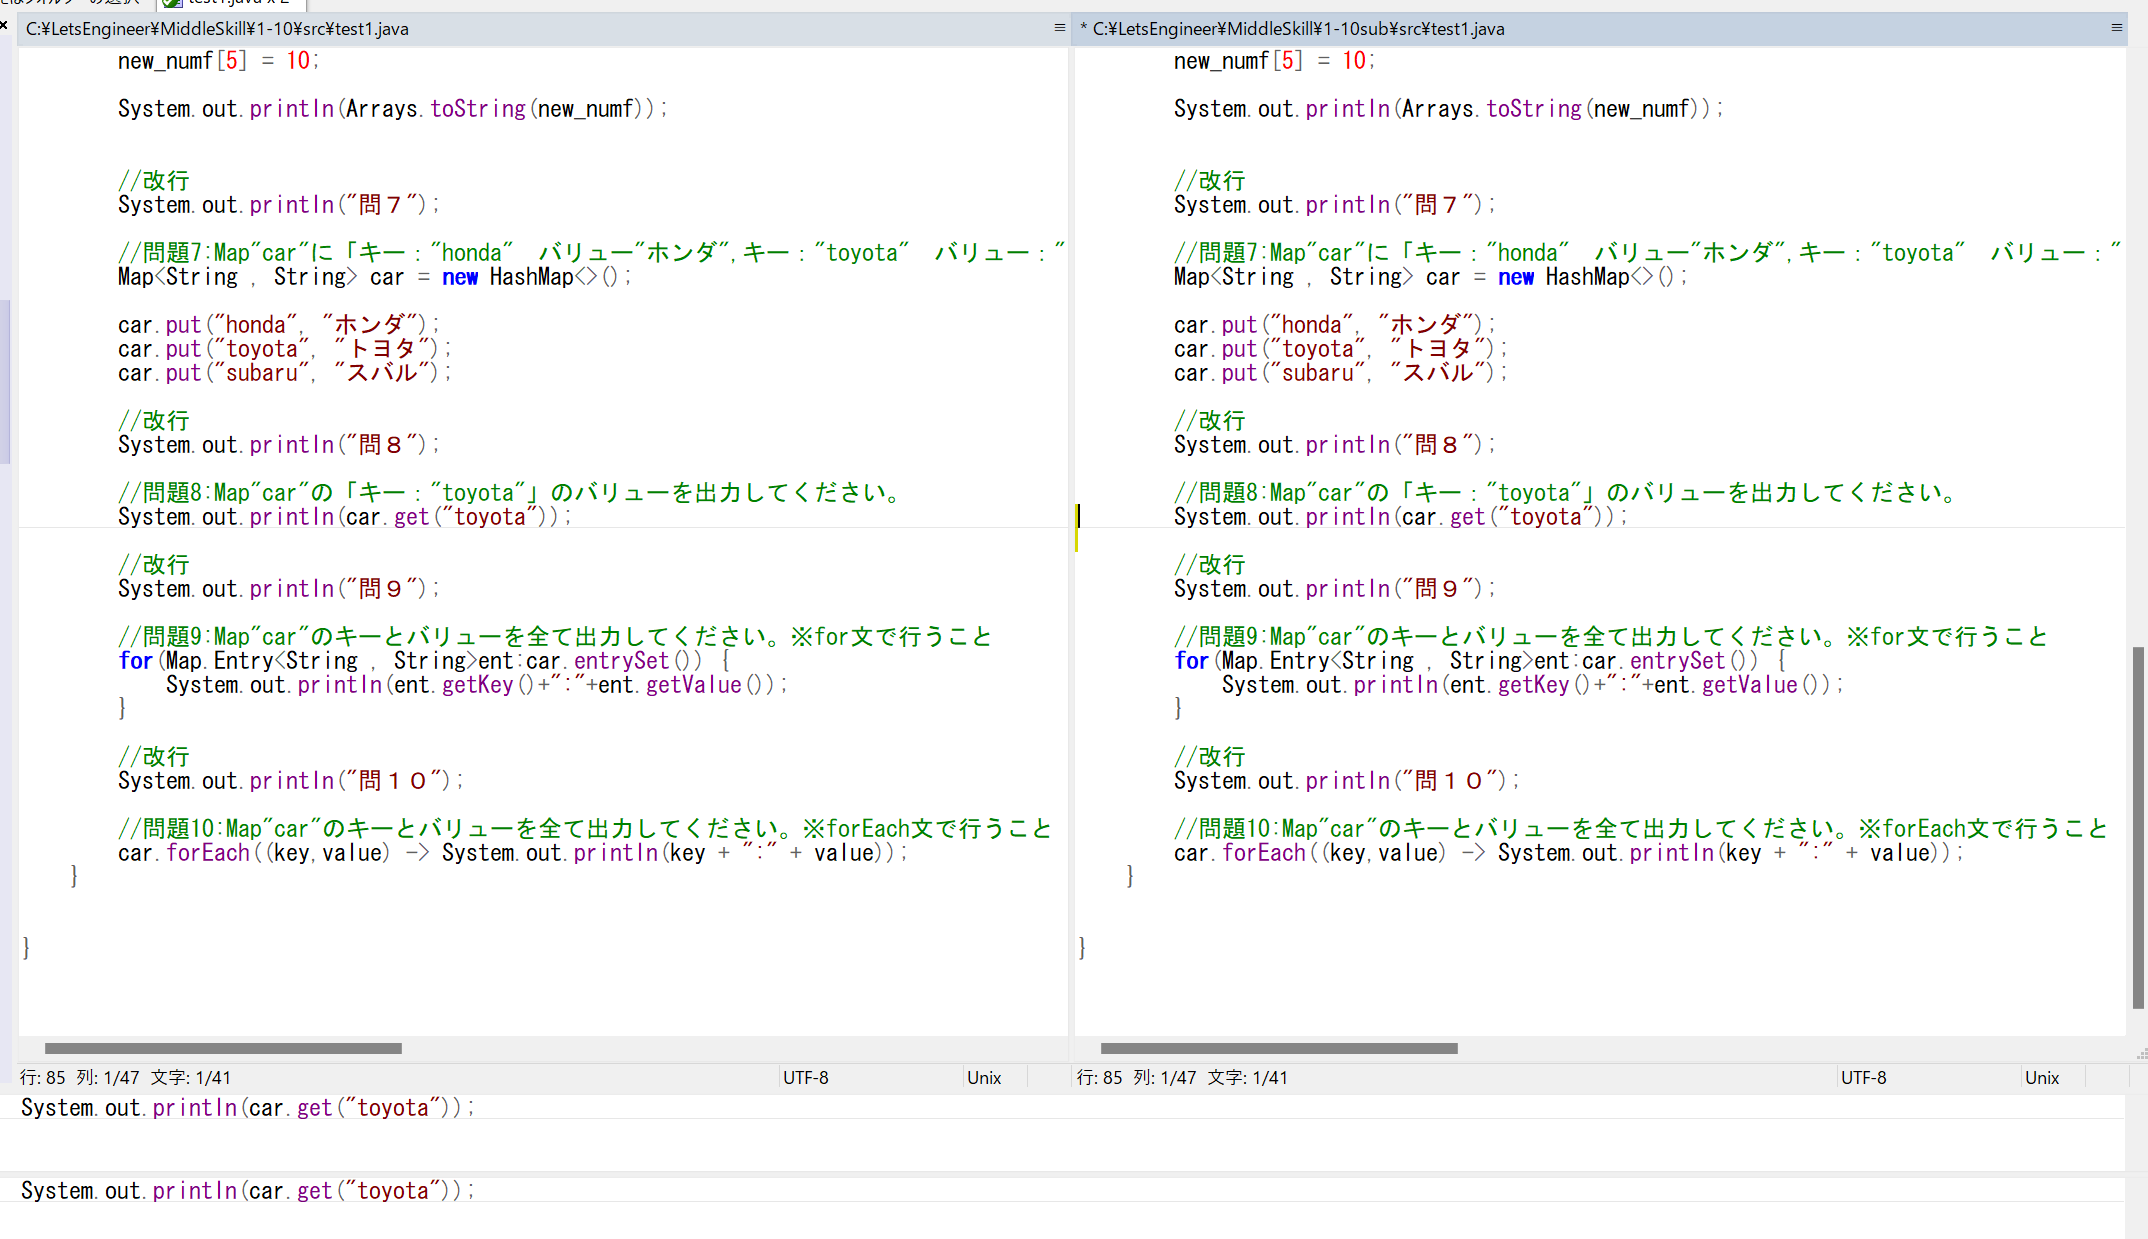 test1.java x 2
C:¥LetsEngineer¥MiddleSkill¥1-10¥src¥test1.java
new_numf[5] = 10;
System.out.println(Arrays.toString(new_numf));
//改行
System.out.println("問７");
//問題7:Map"car"に「キー："honda"　バリュー"ホンダ",キー："toyota"　バリュー："
Map<String , String> car = new HashMap<>();
car.put("honda", "ホンダ");
car.put("toyota", "トヨタ");
car.put("subaru", "スバル");
//改行
System.out.println("問８");
//問題8:Map"car"の「キー："toyota"」のバリューを出力してください。
System.out.println(car.get("toyota"));
//改行
System.out.println("問９");
//問題9:Map"car"のキーとバリューを全て出力してください。※for文で行うこと
for(Map.Entry<String , String>ent:car.entrySet()) {
System.out.println(ent.getKey()+":"+ent.getValue());
}
//改行
System.out.println("問１０");
//問題10:Map"car"のキーとバリューを全て出力してください。※forEach文で行うこと
car.forEach((key,value) -> System.out.println(key + ":" + value));
}
}
行: 85 列: 1/47 文字: 1/41 UTF-8 Unix
* C:¥LetsEngineer¥MiddleSkill¥1-10sub¥src¥test1.java
new_numf[5] = 10;
System.out.println(Arrays.toString(new_numf));
//改行
System.out.println("問７");
//問題7:Map"car"に「キー："honda"　バリュー"ホンダ",キー："toyota"　バリュー："
Map<String , String> car = new HashMap<>();
car.put("honda", "ホンダ");
car.put("toyota", "トヨタ");
car.put("subaru", "スバル");
//改行
System.out.println("問８");
//問題8:Map"car"の「キー："toyota"」のバリューを出力してください。
System.out.println(car.get("toyota"));
//改行
System.out.println("問９");
//問題9:Map"car"のキーとバリューを全て出力してください。※for文で行うこと
for(Map.Entry<String , String>ent:car.entrySet()) {
System.out.println(ent.getKey()+":"+ent.getValue());
}
//改行
System.out.println("問１０");
//問題10:Map"car"のキーとバリューを全て出力してください。※forEach文で行うこと
car.forEach((key,value) -> System.out.println(key + ":" + value));
}
}
行: 85 列: 1/47 文字: 1/41 UTF-8 Unix
System.out.println(car.get("toyota"));
System.out.println(car.get("toyota"));